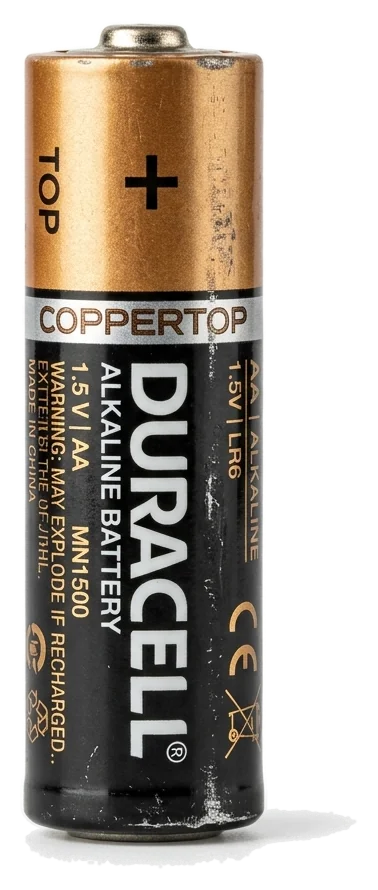 TOP
+
COPPERTOP
DURACELL®
ALKALINE BATTERY
1.5 V | AA MN1500
WARNING: MAY EXPLODE IF RECHARGED..
MADE IN CHINA
AA | ALKALINE
1.5V | LR6
CE